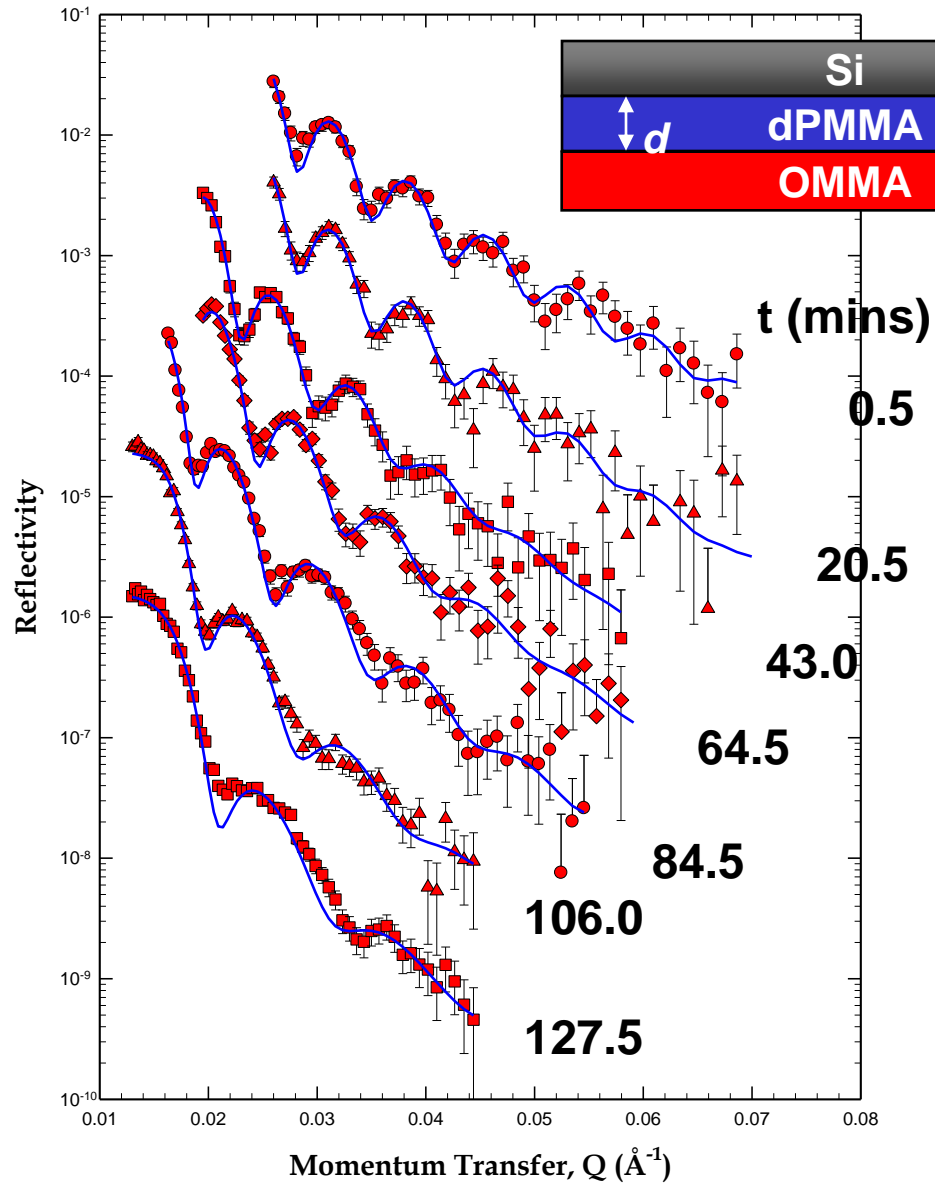 10⁻¹
10⁻²
10⁻³
10⁻⁴
10⁻⁵
10⁻⁶
10⁻⁷
10⁻⁸
10⁻⁹
10⁻¹⁰
Reflectivity
Si
dPMMA
d
OMMA
t (mins)
0.5
20.5
43.0
64.5
84.5
106.0
127.5
0.01 0.02 0.03 0.04 0.05 0.06 0.07 0.08
Momentum Transfer, Q (Å⁻¹)